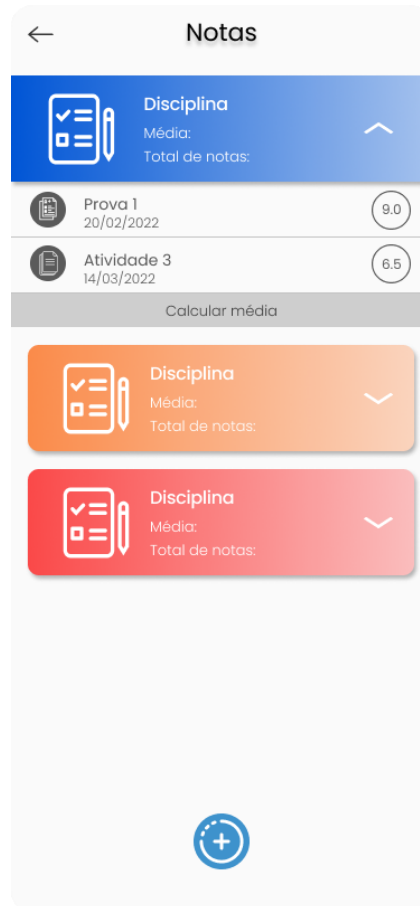 Notas
Disciplina
Média:
Total de notas:
Prova 1
20/02/2022
9.0
Atividade 3
14/03/2022
6.5
Calcular média
Disciplina
Média:
Total de notas:
Disciplina
Média:
Total de notas: